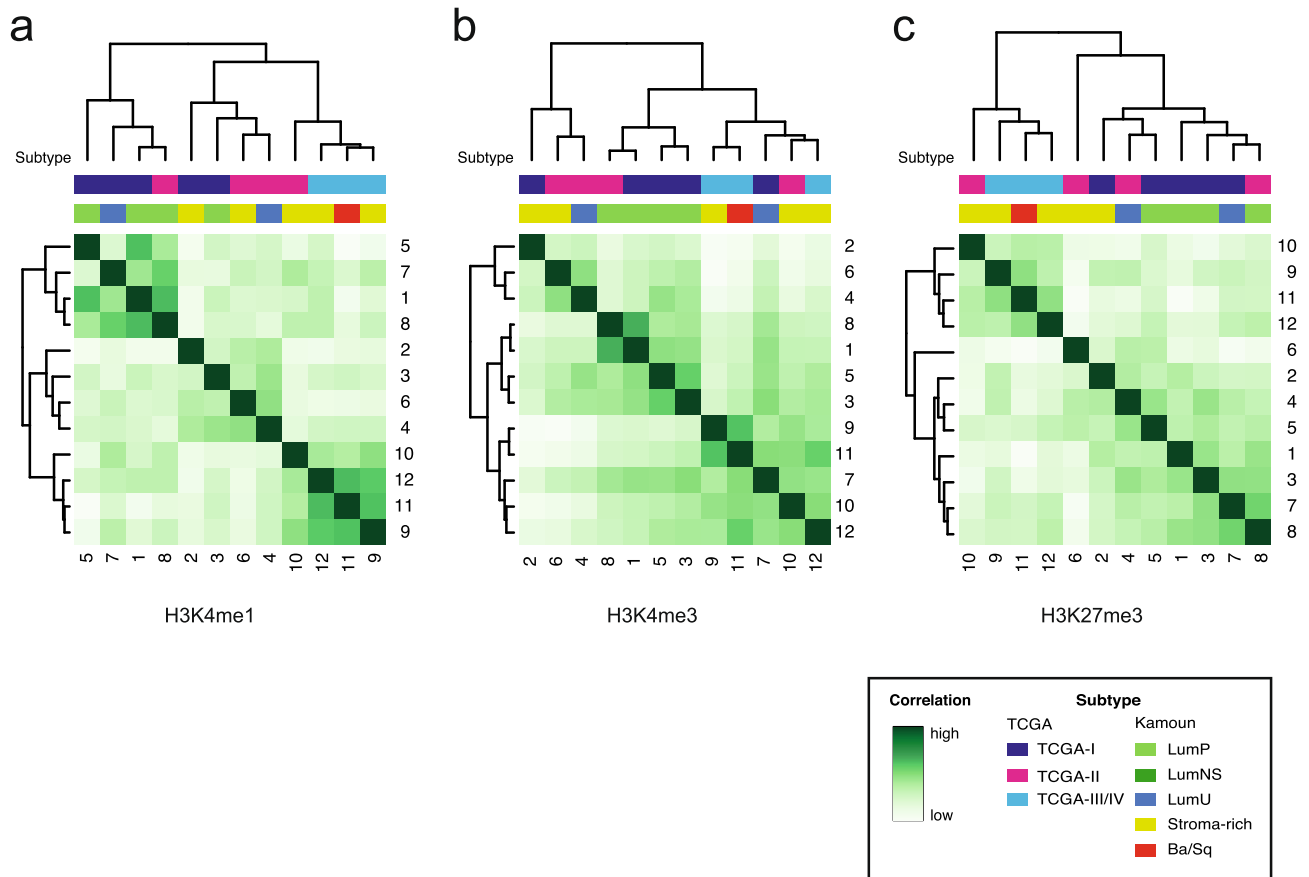 a
b
c
Subtype
Subtype
Subtype
5
7
1
8
2
3
6
4
10
12
11
9
2
6
4
8
1
5
3
9
11
7
10
12
10
9
11
12
6
2
4
5
1
3
7
8
5 7 1 8 2 3 6 4 10 12 11 9
2 6 4 8 1 5 3 9 11 7 10 12
10 9 11 12 6 2 4 5 1 3 7 8
H3K4me1
H3K4me3
H3K27me3
Correlation
high
low
Subtype
TCGA
TCGA-I
TCGA-II
TCGA-III/IV
Kamoun
LumP
LumNS
LumU
Stroma-rich
Ba/Sq